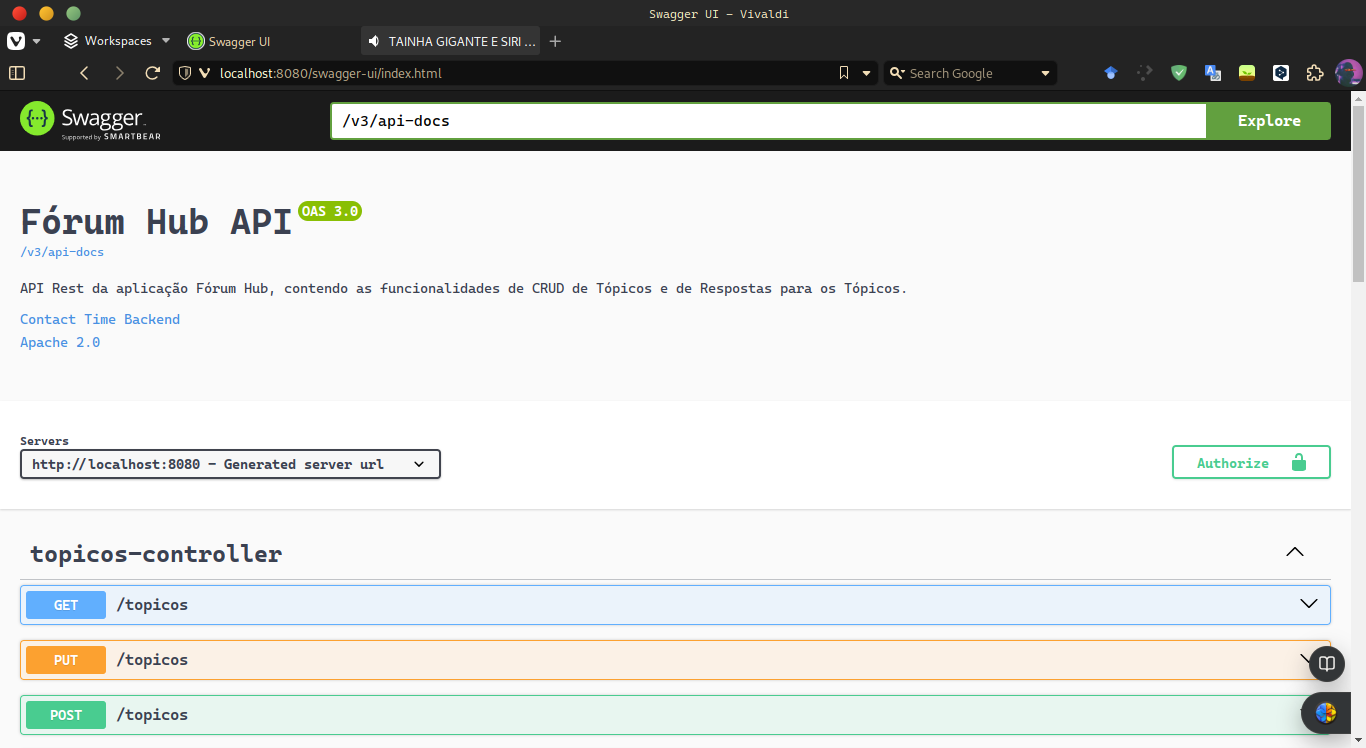 Swagger UI - Vivaldi
Workspaces
Swagger UI
TAINHA GIGANTE E SIRI ...
localhost:8080/swagger-ui/index.html
Search Google
Swagger
Supported by SMARTBEAR
/v3/api-docs
Explore
Fórum Hub API
OAS 3.0
/v3/api-docs
API Rest da aplicação Fórum Hub, contendo as funcionalidades de CRUD de Tópicos e de Respostas para os Tópicos.
Contact Time Backend
Apache 2.0
Servers
http://localhost:8080 - Generated server url
Authorize
topicos-controller
GET /topicos
PUT /topicos
POST /topicos